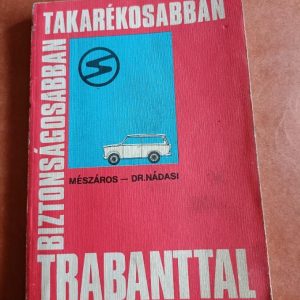 TAKARÉKOSABBAN
BIZTONSÁGOSABBAN
MÉSZÁROS — DR.NÁDASI
TRABANTTAL